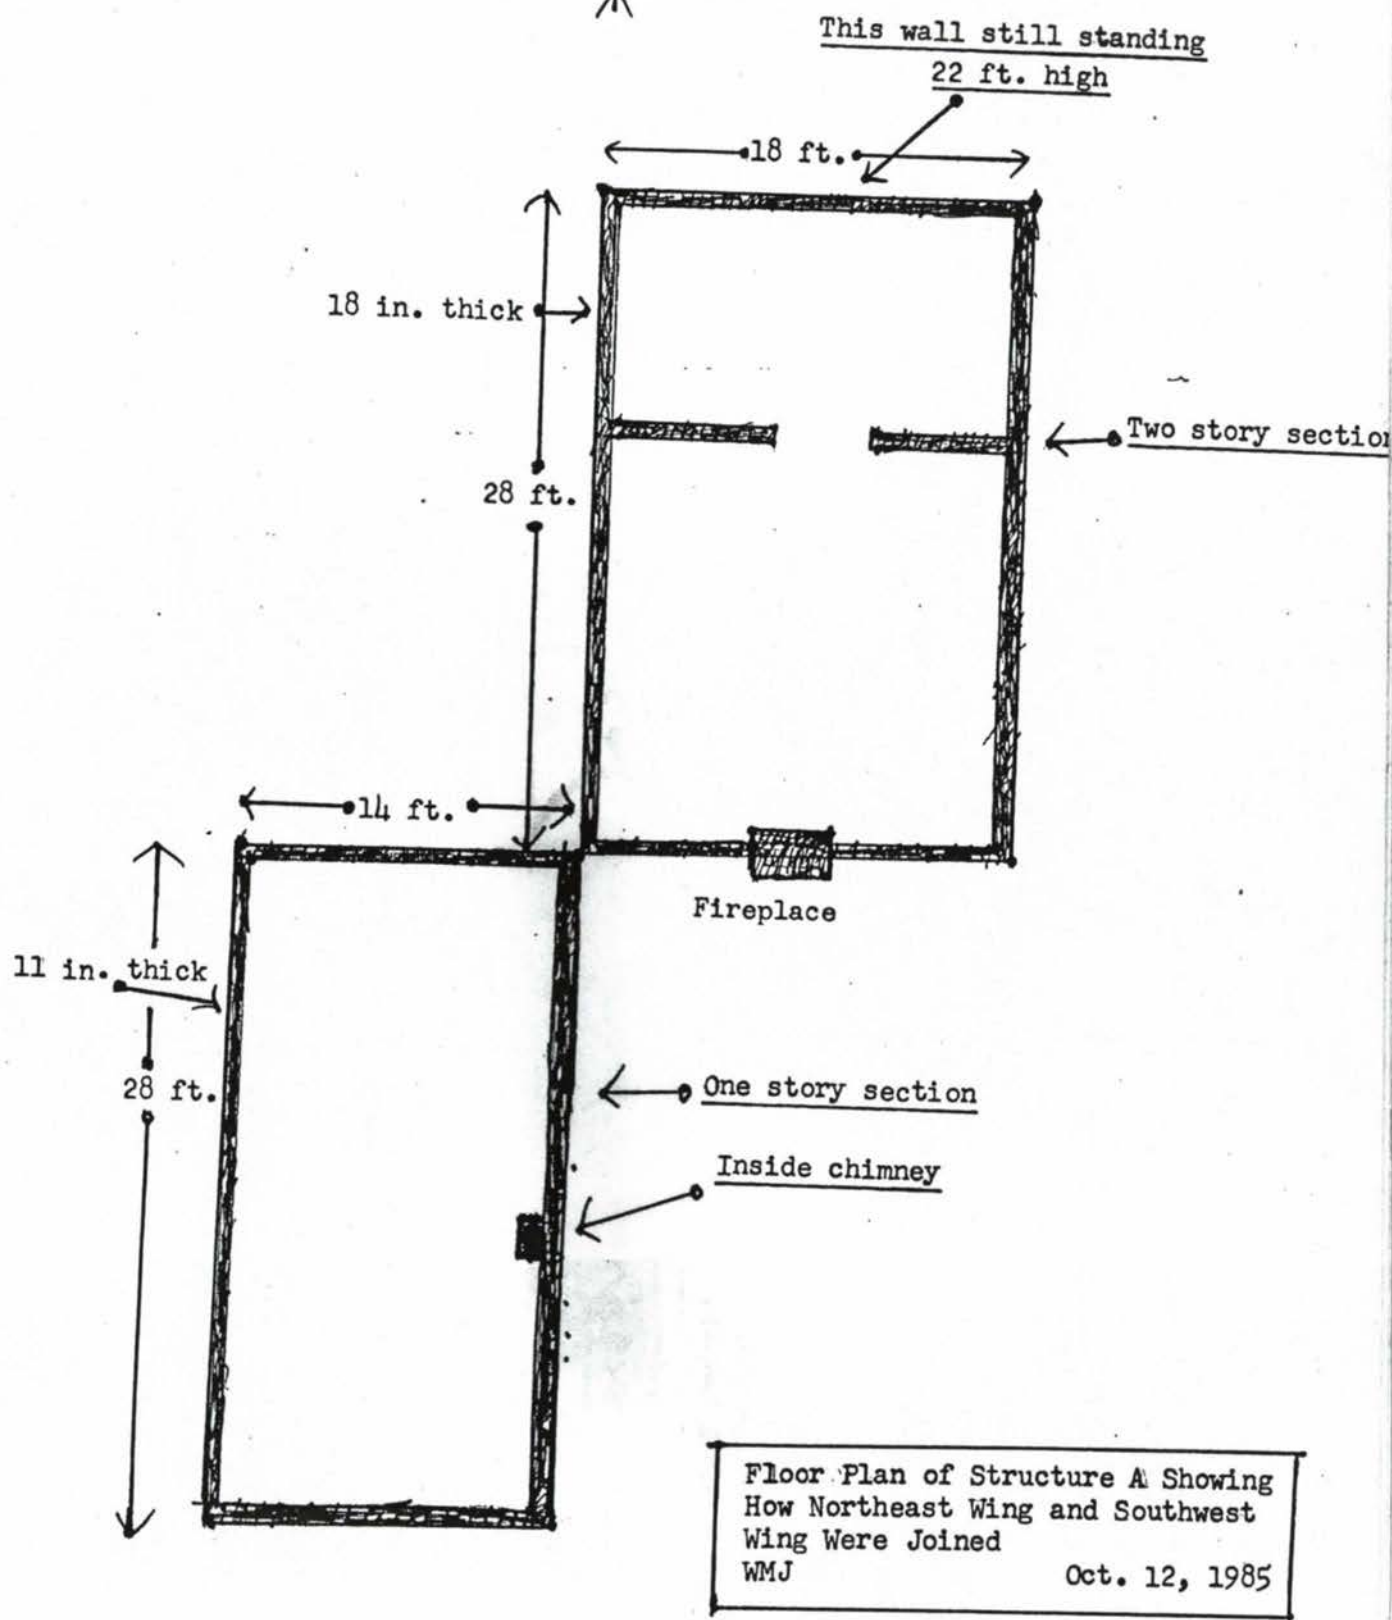 This wall still standing
22 ft. high
18 ft.
18 in. thick
Two story section
28 ft.
14 ft.
Fireplace
11 in. thick
28 ft.
One story section
Inside chimney
Floor Plan of Structure A Showing
How Northeast Wing and Southwest
Wing Were Joined
WMJ Oct. 12, 1985